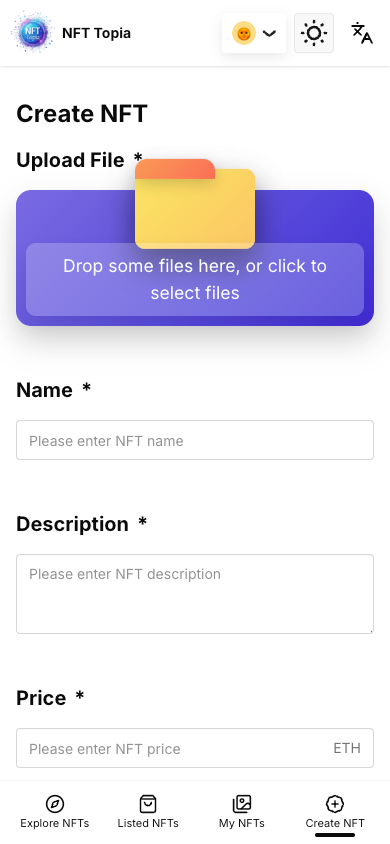 NFT Topia
NFT Topia
Create NFT
Upload File *
Drop some files here, or click to
select files
Name *
Please enter NFT name
Description *
Please enter NFT description
Price *
Please enter NFT price ETH
Explore NFTs Listed NFTs My NFTs Create NFT